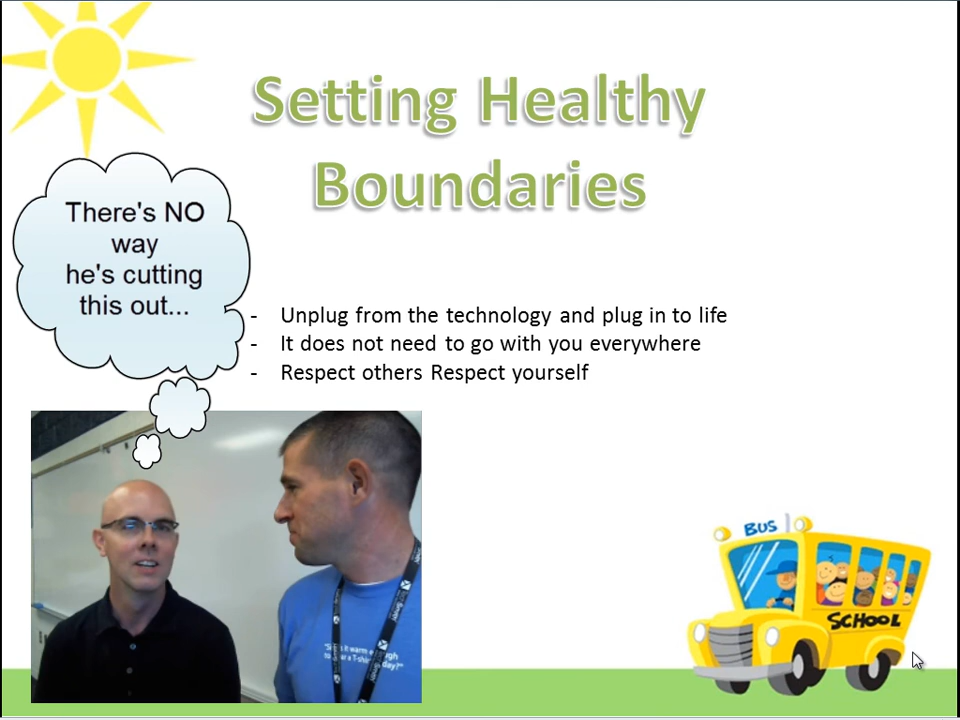 Setting Healthy
Boundaries
There's NO
way
he's cutting
this out...
- Unplug from the technology and plug in to life
- It does not need to go with you everywhere
- Respect others Respect yourself
BUS
SCHOOL